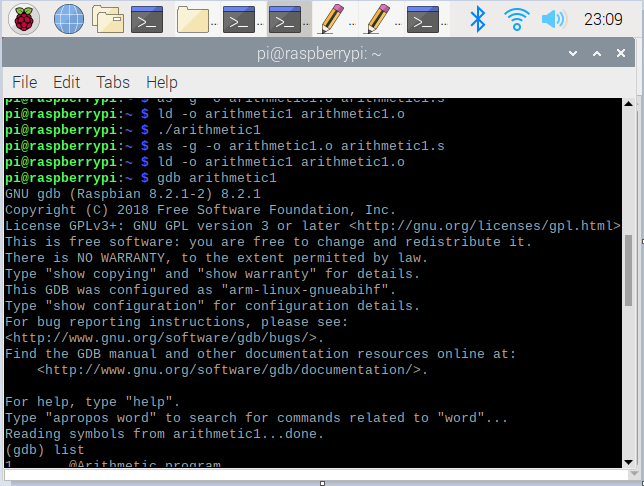 ... ... ... ... ... 23:09
pi@raspberrypi: ~
File Edit Tabs Help
pi@raspberrypi:~ $ as -g -o arithmetic1.o arithmetic1.s
pi@raspberrypi:~ $ ld -o arithmetic1 arithmetic1.o
pi@raspberrypi:~ $ ./arithmetic1
pi@raspberrypi:~ $ as -g -o arithmetic1.o arithmetic1.s
pi@raspberrypi:~ $ ld -o arithmetic1 arithmetic1.o
pi@raspberrypi:~ $ gdb arithmetic1
GNU gdb (Raspbian 8.2.1-2) 8.2.1
Copyright (C) 2018 Free Software Foundation, Inc.
License GPLv3+: GNU GPL version 3 or later <http://gnu.org/licenses/gpl.html>
This is free software: you are free to change and redistribute it.
There is NO WARRANTY, to the extent permitted by law.
Type "show copying" and "show warranty" for details.
This GDB was configured as "arm-linux-gnueabihf".
Type "show configuration" for configuration details.
For bug reporting instructions, please see:
<http://www.gnu.org/software/gdb/bugs/>.
Find the GDB manual and other documentation resources online at:
    <http://www.gnu.org/software/gdb/documentation/>.
For help, type "help".
Type "apropos word" to search for commands related to "word"...
Reading symbols from arithmetic1...done.
(gdb) list
1       @Arithmetic program